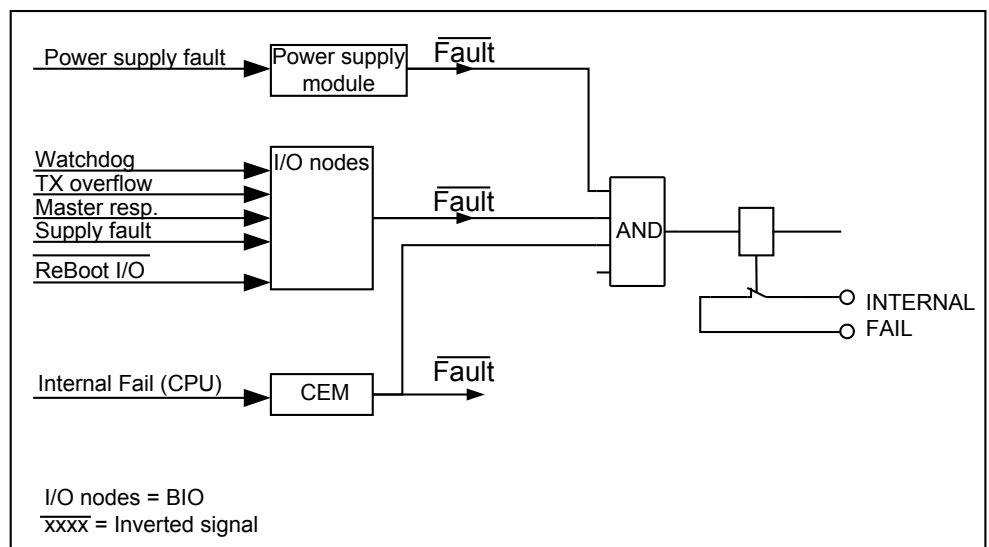 Power supply fault
Power supply
module
Fault
Watchdog
TX overflow
Master resp.
Supply fault
ReBoot I/O
I/O nodes
Fault
AND
INTERNAL
FAIL
Internal Fail (CPU)
CEM
Fault
I/O nodes = BIO
xxxx = Inverted signal